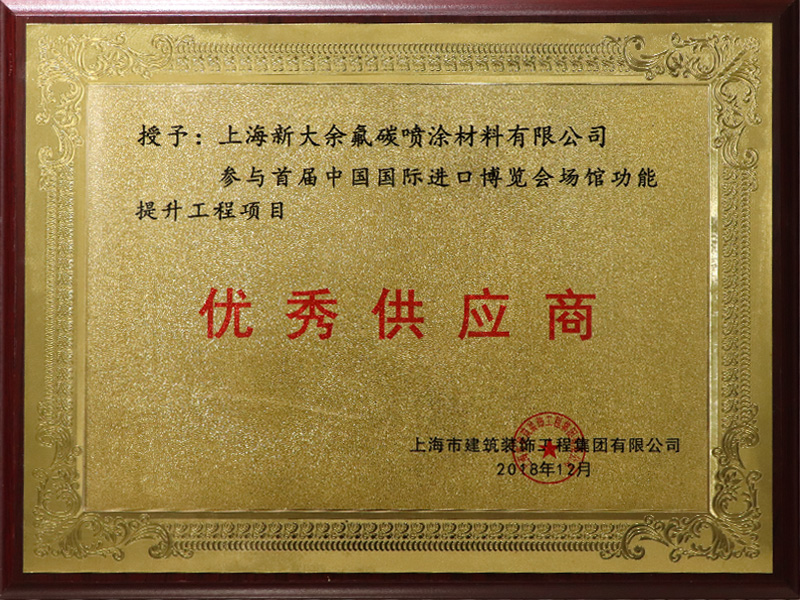 授予：上海新大余氟碳喷涂材料有限公司
参与首届中国国际进口博览会场馆功能
提升工程项目
优秀供应商
上海市建筑装饰工程集团有限公司
2018年12月